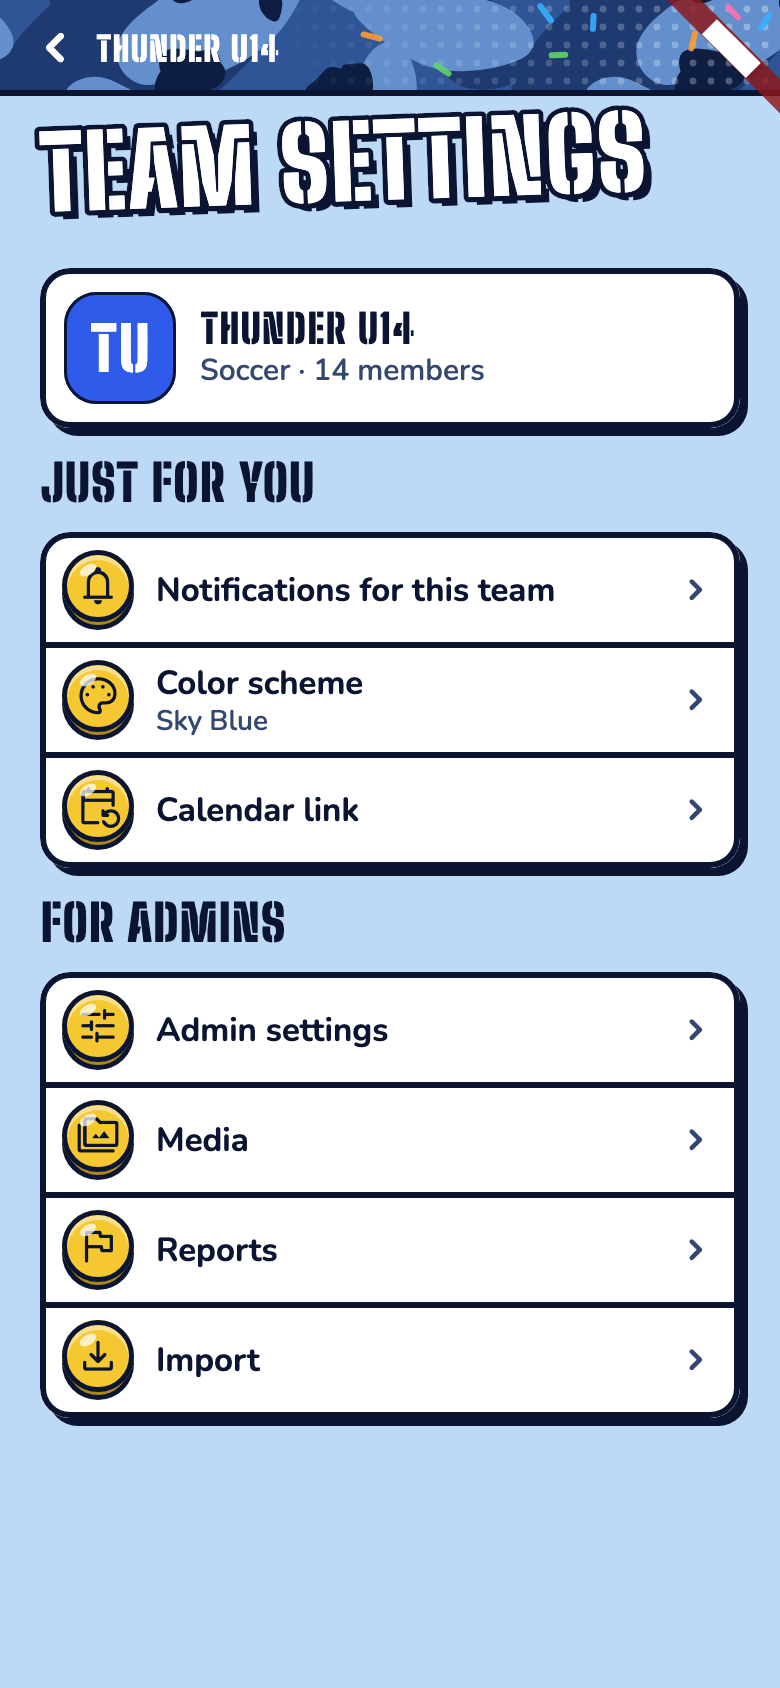 THUNDER U14
TEAM SETTINGS
TU
THUNDER U14
Soccer · 14 members
JUST FOR YOU
Notifications for this team
Color scheme
Sky Blue
Calendar link
FOR ADMINS
Admin settings
Media
Reports
Import